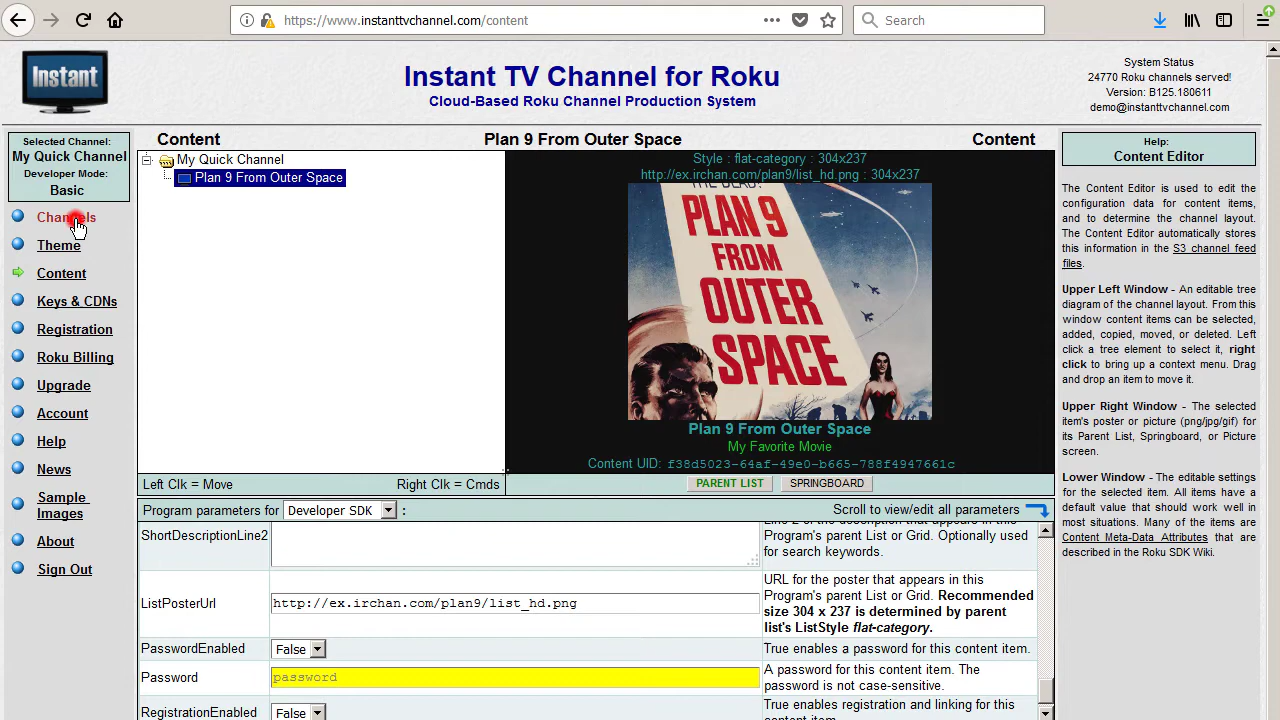 https://www.instanttvchannel.com/content
Search
Instant
Instant TV Channel for Roku
Cloud-Based Roku Channel Production System
System Status
24770 Roku channels served!
Version: B125.180611
demo@instanttvchannel.com
Selected Channel:
My Quick Channel
Developer Mode:
Basic
Channels
Theme
Content
Keys & CDNs
Registration
Roku Billing
Upgrade
Account
Help
News
Sample
Images
About
Sign Out
Content
Plan 9 From Outer Space
Content
My Quick Channel
Plan 9 From Outer Space
Left Clk = Move
Right Clk = Cmds
Style : flat-category : 304x237
http://ex.irchan.com/plan9/list_hd.png : 304x237
PLAN 9
FROM
OUTER
SPACE
Plan 9 From Outer Space
My Favorite Movie
Content UID: f38d5023-64af-49e0-b665-788f4947661c
PARENT LIST
SPRINGBOARD
Program parameters for Developer SDK :
Scroll to view/edit all parameters
ShortDescriptionLine2
Line 2 of the description that appears in this
Program's parent List or Grid. Optionally used
for search keywords.
ListPosterUrl
http://ex.irchan.com/plan9/list_hd.png
URL for the poster that appears in this
Program's parent List or Grid. Recommended
size 304 x 237 is determined by parent
list's ListStyle flat-category.
PasswordEnabled
False
True enables a password for this content item.
Password
password
A password for this content item. The
password is not case-sensitive.
RegistrationEnabled
False
True enables registration and linking for this
content item.
Help:
Content Editor
The Content Editor is used to edit the
configuration data for content items,
and to determine the channel layout.
The Content Editor automatically stores
this information in the S3 channel feed
files.
Upper Left Window - An editable tree
diagram of the channel layout. From this
window content items can be selected,
added, copied, moved, or deleted. Left
click a tree element to select it, right
click to bring up a context menu. Drag
and drop an item to move it.
Upper Right Window - The selected
item's poster or picture (png/jpg/gif) for
its Parent List, Springboard, or Picture
screen.
Lower Window - The editable settings
for the selected item. All items have a
default value that should work well in
most situations. Many of the items are
Content Meta-Data Attributes that are
described in the Roku SDK Wiki.